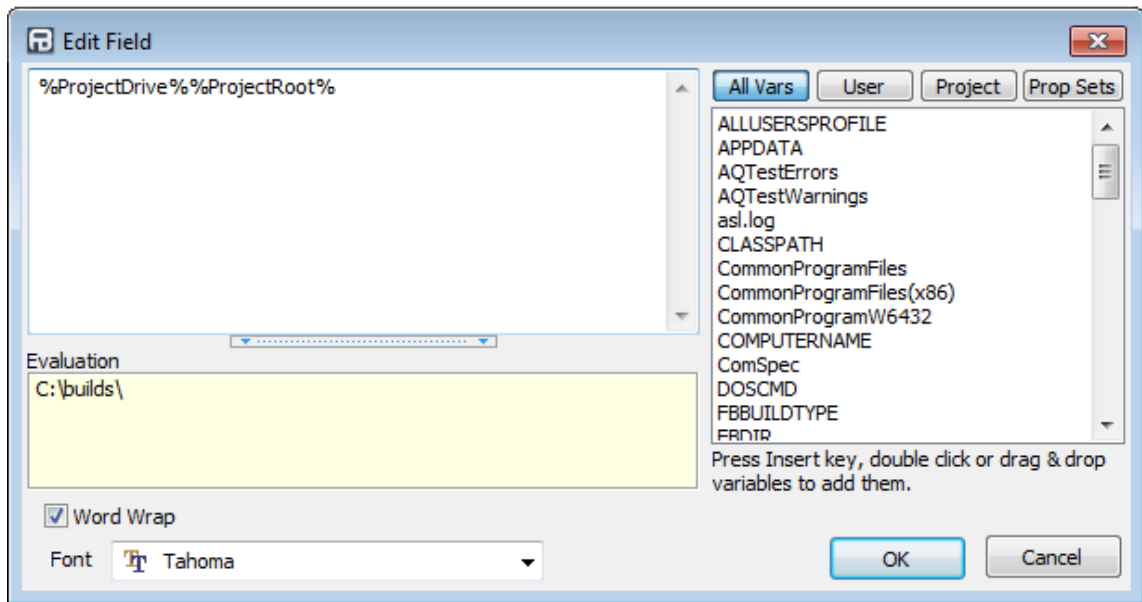 Edit Field
%ProjectDrive%%ProjectRoot%
All Vars
User
Project
Prop Sets
ALLUSERSPROFILE
APPDATA
AQTestErrors
AQTestWarnings
asl.log
CLASSPATH
CommonProgramFiles
CommonProgramFiles(x86)
CommonProgramW6432
COMPUTERNAME
ComSpec
DOSCMD
FBBUILDTYPE
FBDIR
Press Insert key, double click or drag & drop
variables to add them.
Evaluation
C:\builds\
Word Wrap
Font
Tahoma
OK
Cancel